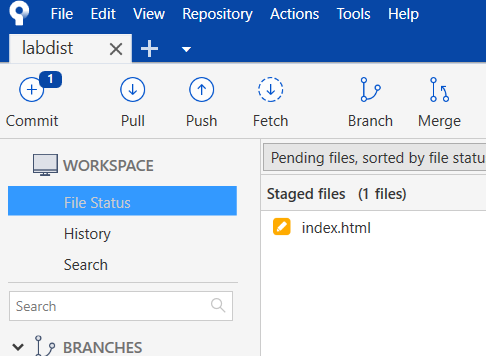 File Edit View Repository Actions Tools Help
labdist
1
Commit Pull Push Fetch Branch Merge
WORKSPACE
File Status
History
Search
Search
BRANCHES
Pending files, sorted by file statu
Staged files (1 files)
index.html